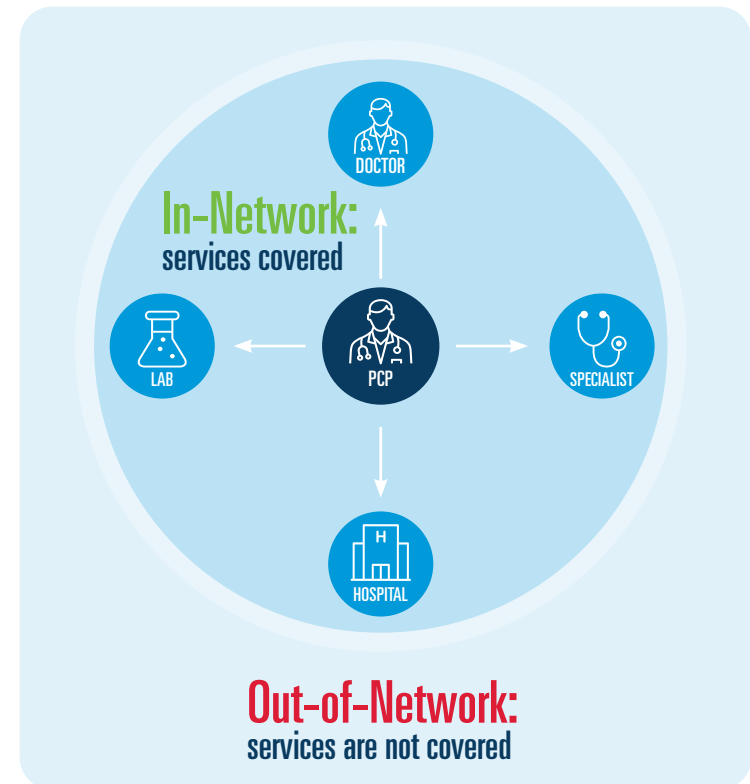 DOCTOR
In-Network:
services covered
LAB
PCP
SPECIALIST
H
HOSPITAL
Out-of-Network:
services are not covered